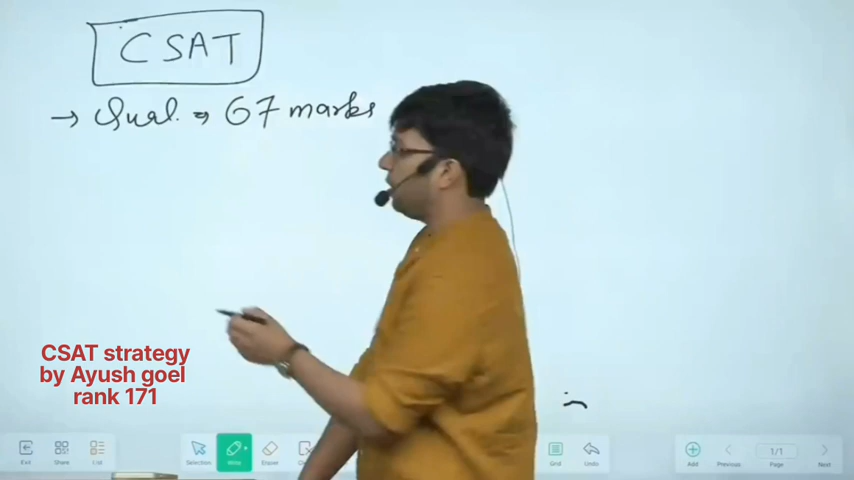 CSAT
→ Qual. ⇒ 67 marks
CSAT strategy
by Ayush goel
rank 171
Exit
Share
List
Selection
Write
Eraser
Grid
Undo
Add
Previous
1/1
Page
Next